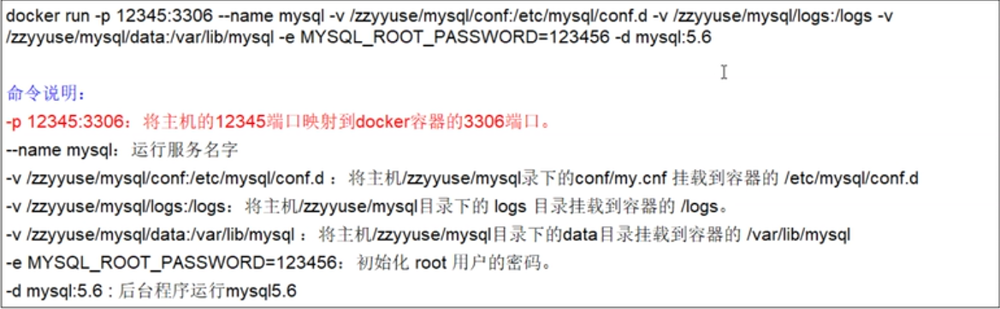 docker run -p 12345:3306 --name mysql -v /zzyyuse/mysql/conf:/etc/mysql/conf.d -v /zzyyuse/mysql/logs:/logs -v
/zzyyuse/mysql/data:/var/lib/mysql -e MYSQL_ROOT_PASSWORD=123456 -d mysql:5.6
命令说明：
-p 12345:3306：将主机的12345端口映射到docker容器的3306端口。
--name mysql：运行服务名字
-v /zzyyuse/mysql/conf:/etc/mysql/conf.d ：将主机/zzyyuse/mysql录下的conf/my.cnf 挂载到容器的 /etc/mysql/conf.d
-v /zzyyuse/mysql/logs:/logs：将主机/zzyyuse/mysql目录下的 logs 目录挂载到容器的 /logs。
-v /zzyyuse/mysql/data:/var/lib/mysql ：将主机/zzyyuse/mysql目录下的data目录挂载到容器的 /var/lib/mysql
-e MYSQL_ROOT_PASSWORD=123456：初始化 root 用户的密码。
-d mysql:5.6 : 后台程序运行mysql5.6